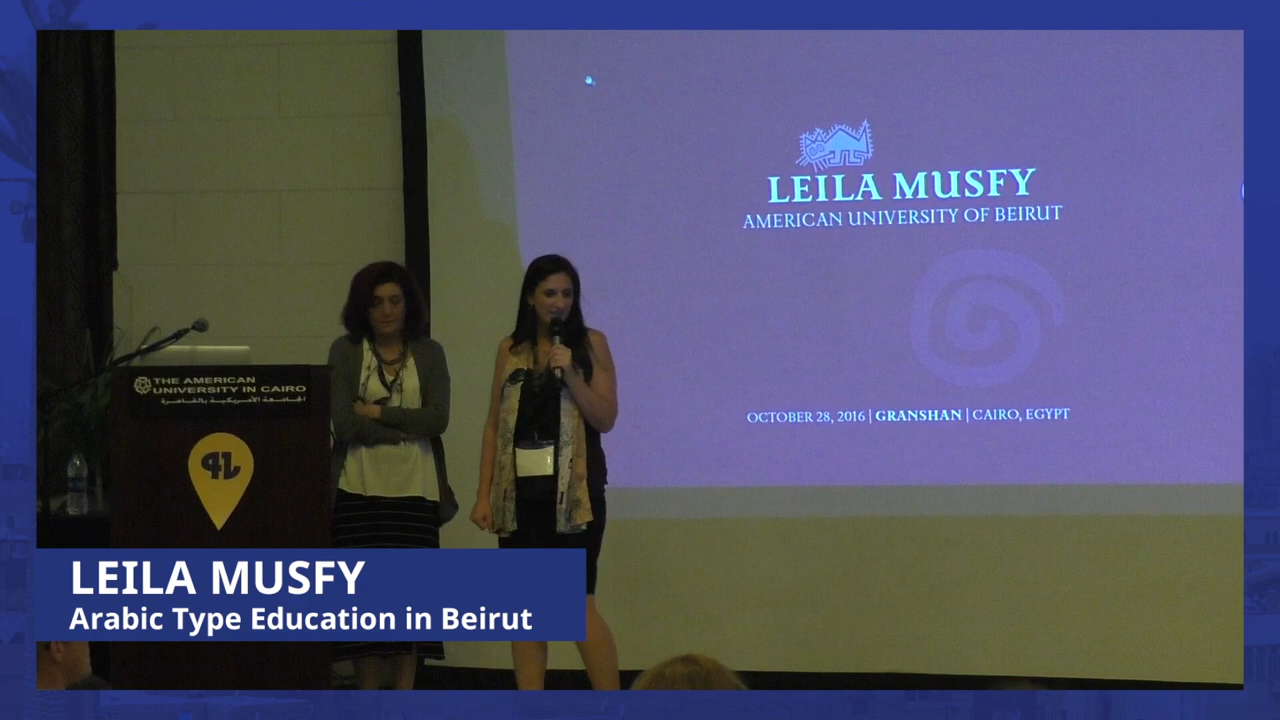 LEILA MUSFY
AMERICAN UNIVERSITY OF BEIRUT
OCTOBER 28, 2016 | GRANSHAN | CAIRO, EGYPT
THE AMERICAN
UNIVERSITY IN CAIRO
الجامعة الأمريكية بالقاهرة
LEILA MUSFY
Arabic Type Education in Beirut